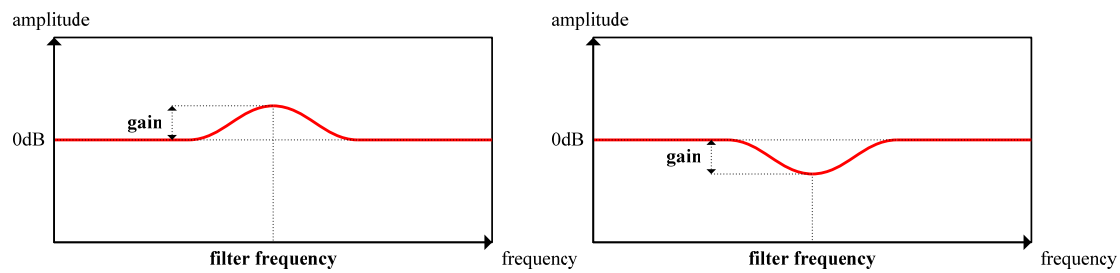 amplitude
gain
0dB
filter frequency
frequency
amplitude
0dB
gain
filter frequency
frequency